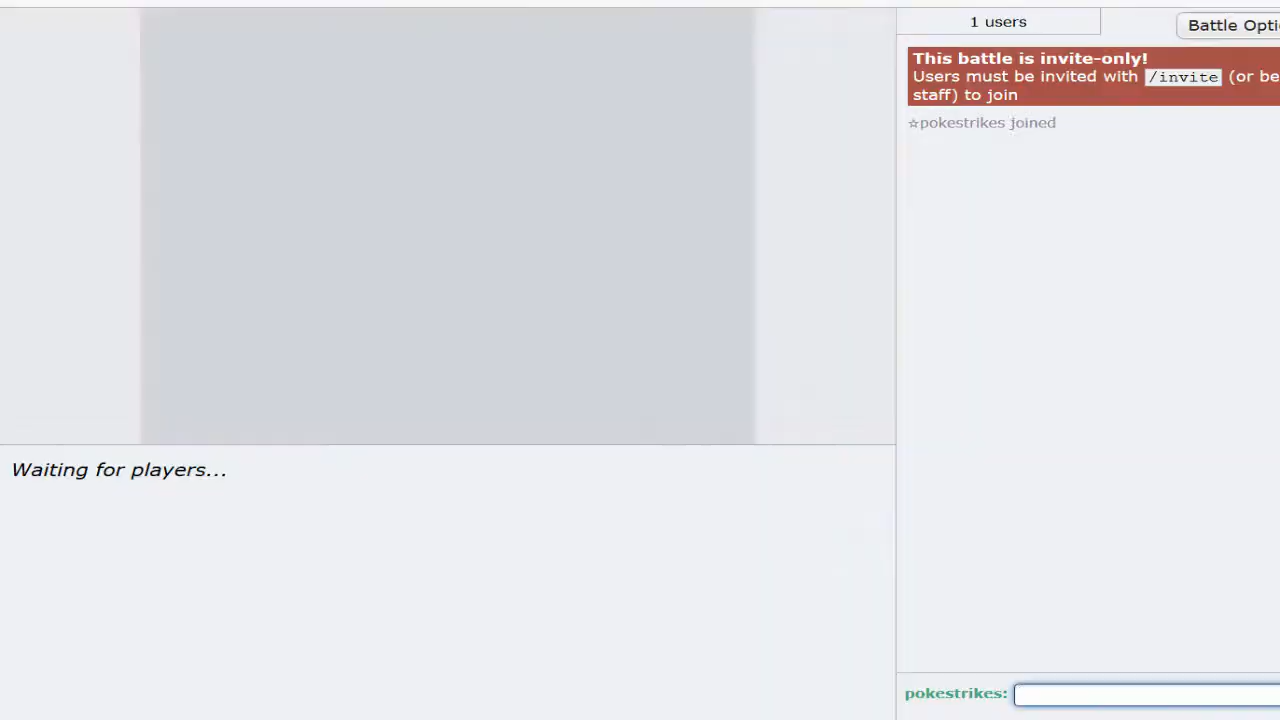 1 users
Battle Opti
This battle is invite-only!
Users must be invited with /invite (or be
staff) to join
☆pokestrikes joined
Waiting for players...
pokestrikes: